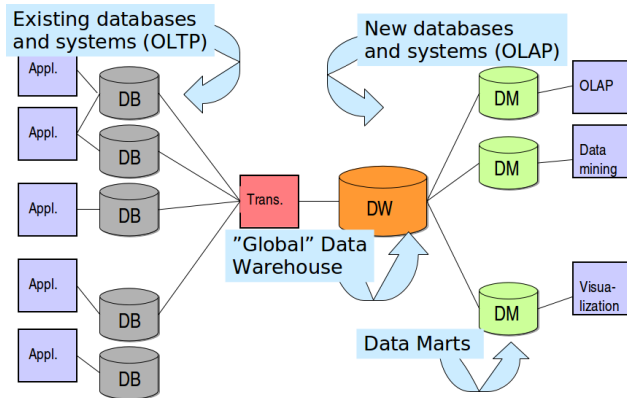 Existing databases
and systems (OLTP)
New databases
and systems (OLAP)
Appl.
DB
DM
OLAP
Appl.
DB
DM
Data
mining
Appl.
DB
Trans.
DW
”Global” Data
Warehouse
Appl.
DB
DM
Visua-
lization
Appl.
DB
Data Marts